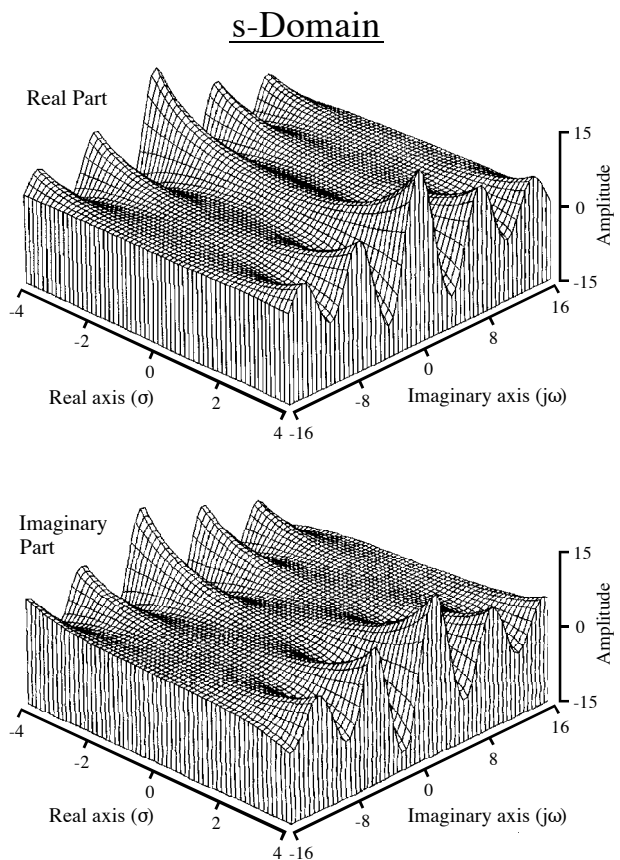 s-Domain
Real Part
15
0
-15
Amplitude
-4
-2
0
2
4
-16
-8
0
8
16
Real axis (σ)
Imaginary axis (jω)
Imaginary
Part
15
0
-15
Amplitude
-4
-2
0
2
4
-16
-8
0
8
16
Real axis (σ)
Imaginary axis (jω)